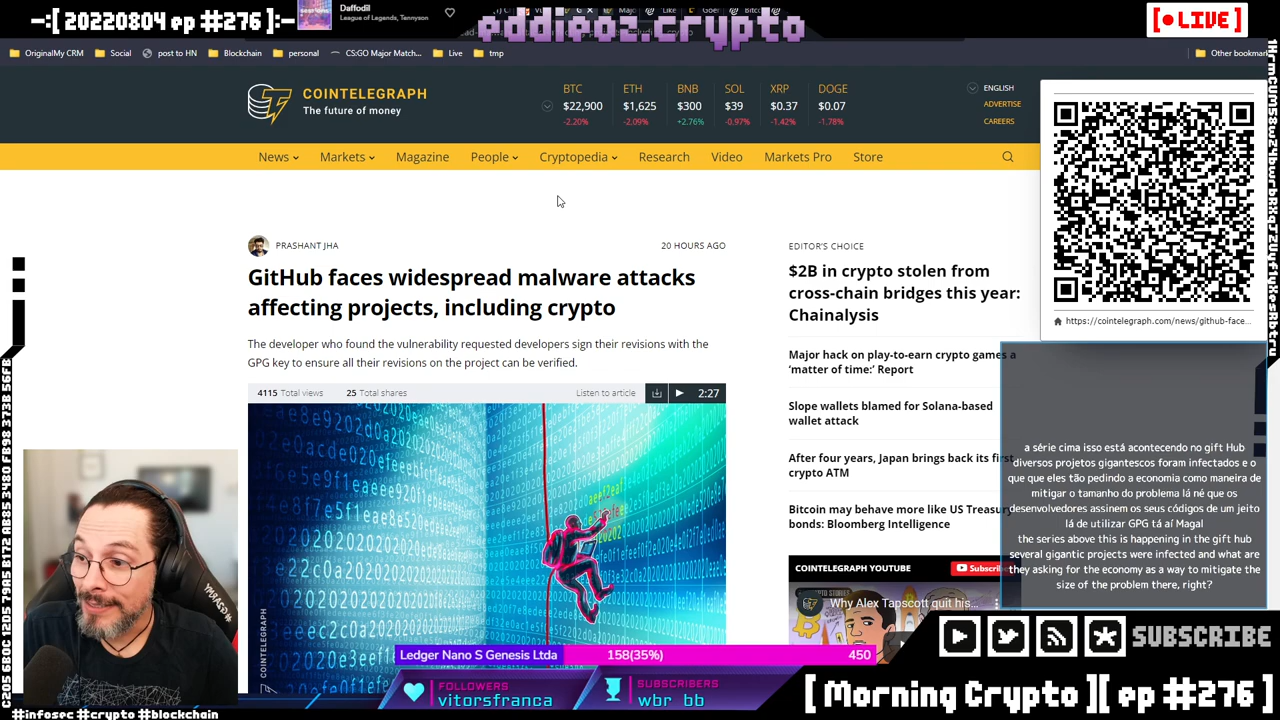 -:[ 20220804 ep #276 ]:-
Daffodil
League of Legends, Tennyson
eddieoz.crypto
[● LIVE]
OriginalMy CRM
Social
post to HN
Blockchain
personal
CS:GO Major Match...
Live
tmp
Other bookmark
COINTELEGRAPH
The future of money
BTC
$22,900
-2.20%
ETH
$1,625
-2.09%
BNB
$300
+2.76%
SOL
$39
-0.97%
XRP
$0.37
-1.42%
DOGE
$0.07
-1.78%
ENGLISH
ADVERTISE
CAREERS
News
Markets
Magazine
People
Cryptopedia
Research
Video
Markets Pro
Store
PRASHANT JHA
20 HOURS AGO
GitHub faces widespread malware attacks
affecting projects, including crypto
The developer who found the vulnerability requested developers sign their revisions with the
GPG key to ensure all their revisions on the project can be verified.
4115 Total views
25 Total shares
Listen to article
2:27
COINTELEGRAPH
EDITOR'S CHOICE
$2B in crypto stolen from
cross-chain bridges this year:
Chainalysis
Major hack on play-to-earn crypto games a
'matter of time:' Report
Slope wallets blamed for Solana-based
wallet attack
After four years, Japan brings back its first
crypto ATM
Bitcoin may behave more like US Treasury
bonds: Bloomberg Intelligence
COINTELEGRAPH YOUTUBE
Subscribe
Why Alex Tapscott quit his...
https://cointelegraph.com/news/github-face...
a série cima isso está acontecendo no gift Hub
diversos projetos gigantescos foram infectados e o
que que eles tão pedindo a economia como maneira de
mitigar o tamanho do problema lá né que os
desenvolvedores assinem os seus códigos de um jeito
lá de utilizar GPG tá aí Magal
the series above this is happening in the gift hub
several gigantic projects were infected and what are
they asking for the economy as a way to mitigate the
size of the problem there, right?
SUBSCRIBE
Ledger Nano S Genesis Ltda
158(35%)
450
FOLLOWERS
vitorsfranca
SUBSCRIBERS
wbr_bb
[ Morning Crypto ][ ep #276 ]
#infosec #crypto #blockchain